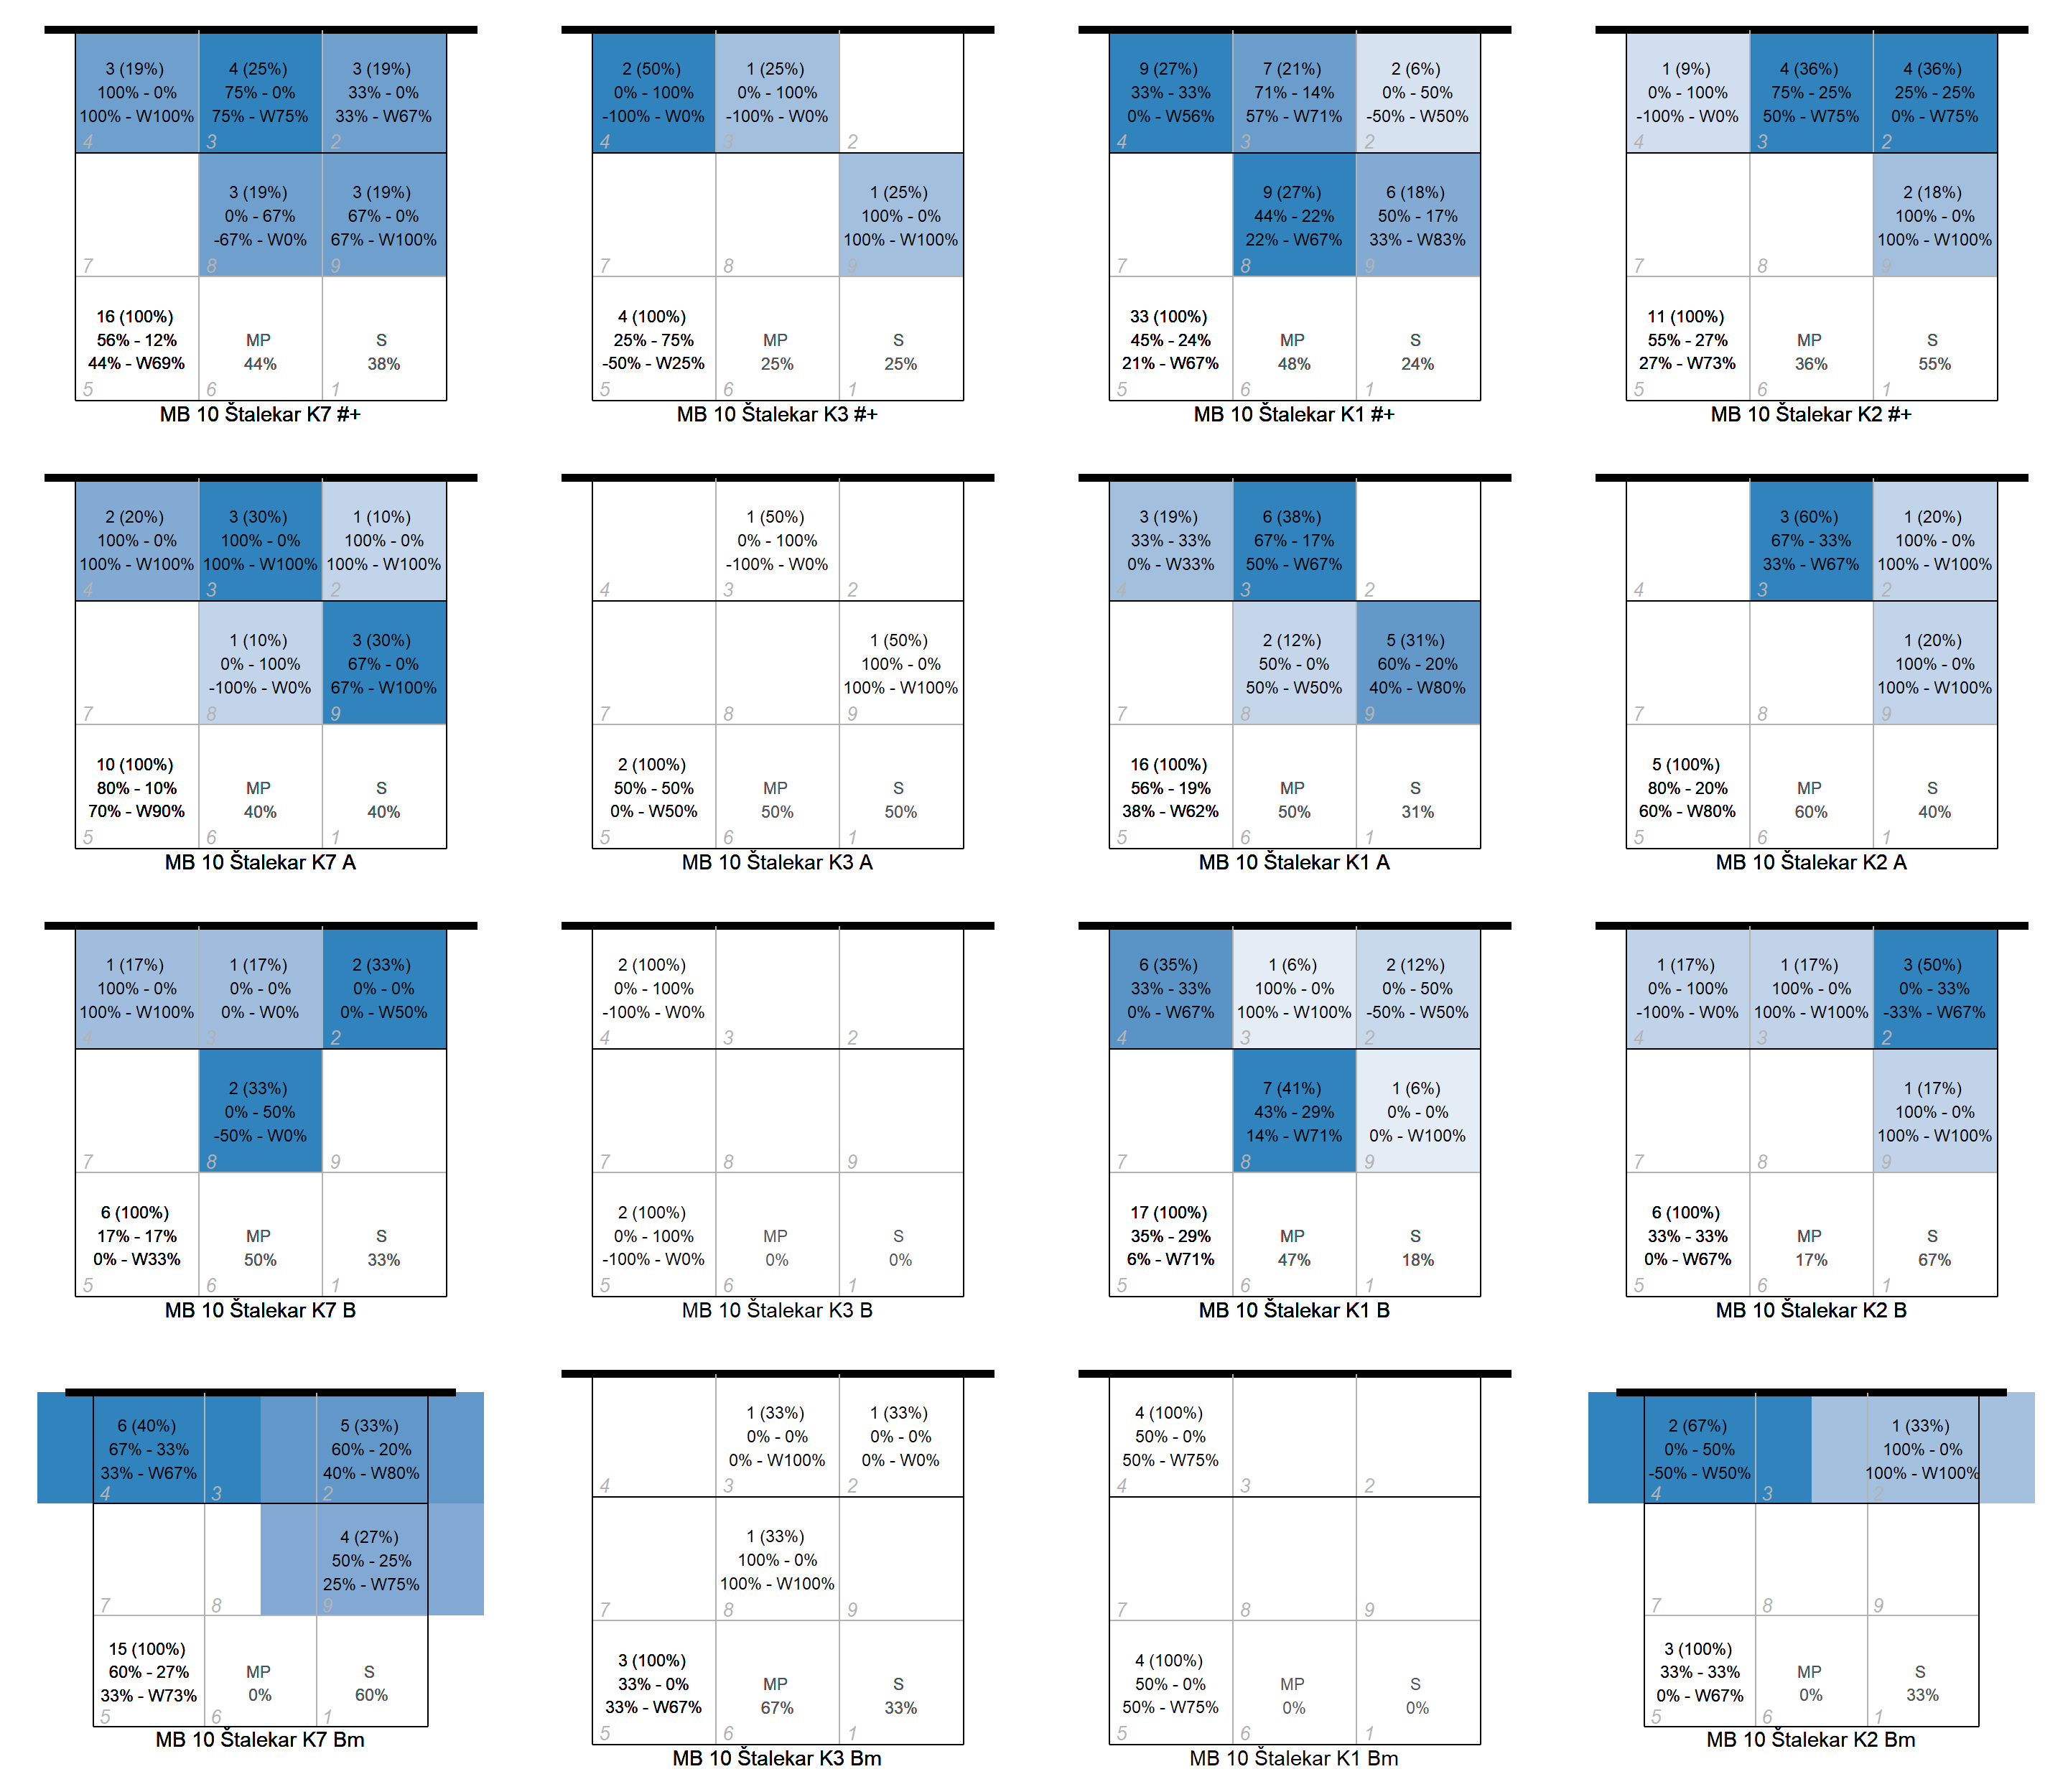 3 (19%)
100% - 0%
100% - W100%
4
4 (25%)
75% - 0%
75% - W75%
3
3 (19%)
33% - 0%
33% - W67%
2
7
3 (19%)
0% - 67%
-67% - W0%
8
3 (19%)
67% - 0%
67% - W100%
9
16 (100%)
56% - 12%
44% - W69%
5
MP
44%
6
S
38%
1
MB 10 Štalekar K7 #+
2 (50%)
0% - 100%
-100% - W0%
4
1 (25%)
0% - 100%
-100% - W0%
3
2
7
8
1 (25%)
100% - 0%
100% - W100%
9
4 (100%)
25% - 75%
-50% - W25%
5
MP
25%
6
S
25%
1
MB 10 Štalekar K3 #+
9 (27%)
33% - 33%
0% - W56%
4
7 (21%)
71% - 14%
57% - W71%
3
2 (6%)
0% - 50%
-50% - W50%
2
7
9 (27%)
44% - 22%
22% - W67%
8
6 (18%)
50% - 17%
33% - W83%
9
33 (100%)
45% - 24%
21% - W67%
5
MP
48%
6
S
24%
1
MB 10 Štalekar K1 #+
1 (9%)
0% - 100%
-100% - W0%
4
4 (36%)
75% - 25%
50% - W75%
3
4 (36%)
25% - 25%
0% - W75%
2
7
8
2 (18%)
100% - 0%
100% - W100%
9
11 (100%)
55% - 27%
27% - W73%
5
MP
36%
6
S
55%
1
MB 10 Štalekar K2 #+
2 (20%)
100% - 0%
100% - W100%
4
3 (30%)
100% - 0%
100% - W100%
3
1 (10%)
100% - 0%
100% - W100%
2
7
1 (10%)
0% - 100%
-100% - W0%
8
3 (30%)
67% - 0%
67% - W100%
9
10 (100%)
80% - 10%
70% - W90%
5
MP
40%
6
S
40%
1
MB 10 Štalekar K7 A
4
1 (50%)
0% - 100%
-100% - W0%
3
2
7
8
1 (50%)
100% - 0%
100% - W100%
9
2 (100%)
50% - 50%
0% - W50%
5
MP
50%
6
S
50%
1
MB 10 Štalekar K3 A
3 (19%)
33% - 33%
0% - W33%
4
6 (38%)
67% - 17%
50% - W67%
3
2
7
2 (12%)
50% - 0%
50% - W50%
8
5 (31%)
60% - 20%
40% - W80%
9
16 (100%)
56% - 19%
38% - W62%
5
MP
50%
6
S
31%
1
MB 10 Štalekar K1 A
4
3 (60%)
67% - 33%
33% - W67%
3
1 (20%)
100% - 0%
100% - W100%
2
7
8
1 (20%)
100% - 0%
100% - W100%
9
5 (100%)
80% - 20%
60% - W80%
5
MP
60%
6
S
40%
1
MB 10 Štalekar K2 A
1 (17%)
100% - 0%
100% - W100%
4
1 (17%)
0% - 0%
0% - W0%
3
2 (33%)
0% - 0%
0% - W50%
2
7
2 (33%)
0% - 50%
-50% - W0%
8
9
6 (100%)
17% - 17%
0% - W33%
5
MP
50%
6
S
33%
1
MB 10 Štalekar K7 B
2 (100%)
0% - 100%
-100% - W0%
4
3
2
7
8
9
2 (100%)
0% - 100%
-100% - W0%
5
MP
0%
6
S
0%
1
MB 10 Štalekar K3 B
6 (35%)
33% - 33%
0% - W67%
4
1 (6%)
100% - 0%
100% - W100%
3
2 (12%)
0% - 50%
-50% - W50%
2
7
7 (41%)
43% - 29%
14% - W71%
8
1 (6%)
0% - 0%
0% - W100%
9
17 (100%)
35% - 29%
6% - W71%
5
MP
47%
6
S
18%
1
MB 10 Štalekar K1 B
1 (17%)
0% - 100%
-100% - W0%
4
1 (17%)
100% - 0%
100% - W100%
3
3 (50%)
0% - 33%
-33% - W67%
2
7
8
1 (17%)
100% - 0%
100% - W100%
9
6 (100%)
33% - 33%
0% - W67%
5
MP
17%
6
S
67%
1
MB 10 Štalekar K2 B
6 (40%)
67% - 33%
33% - W67%
4
3
5 (33%)
60% - 20%
40% - W80%
2
7
8
4 (27%)
50% - 25%
25% - W75%
9
15 (100%)
60% - 27%
33% - W73%
5
MP
0%
6
S
60%
1
MB 10 Štalekar K7 Bm
4
1 (33%)
0% - 0%
0% - W100%
3
1 (33%)
0% - 0%
0% - W0%
2
7
1 (33%)
100% - 0%
100% - W100%
8
9
3 (100%)
33% - 0%
33% - W67%
5
MP
67%
6
S
33%
1
MB 10 Štalekar K3 Bm
4 (100%)
50% - 0%
50% - W75%
4
3
2
7
8
9
4 (100%)
50% - 0%
50% - W75%
5
MP
0%
6
S
0%
1
MB 10 Štalekar K1 Bm
2 (67%)
0% - 50%
-50% - W50%
4
3
1 (33%)
100% - 0%
100% - W100%
2
7
8
9
3 (100%)
33% - 33%
0% - W67%
5
MP
0%
6
S
33%
1
MB 10 Štalekar K2 Bm